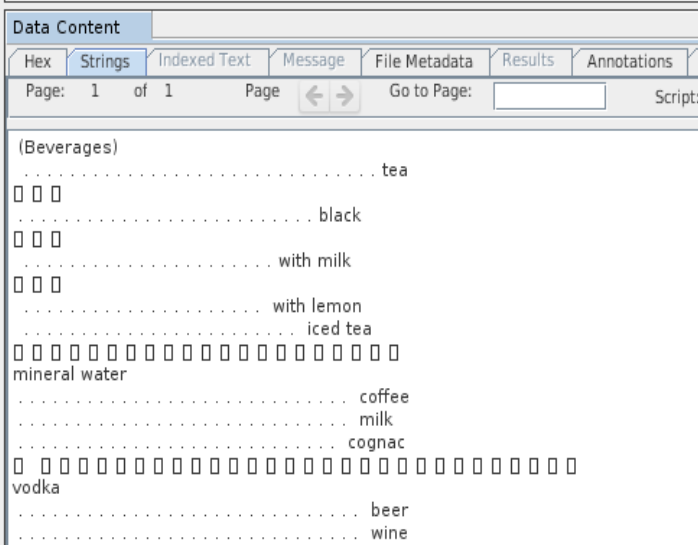 Data Content
Hex Strings Indexed Text Message File Metadata Results Annotations
Page: 1 of 1 Page Go to Page: Script:
(Beverages)
. . . . . . . . . . . . . . . . . . . . . . . . . . . . . . . tea
▯ ▯ ▯
. . . . . . . . . . . . . . . . . . . . . . . . . . black
▯ ▯ ▯
. . . . . . . . . . . . . . . . . . . . . . with milk
▯ ▯ ▯
. . . . . . . . . . . . . . . . . . . . . with lemon
. . . . . . . . . . . . . . . . . . . . . . . . iced tea
▯ ▯ ▯ ▯ ▯ ▯ ▯ ▯ ▯ ▯ ▯ ▯ ▯ ▯ ▯ ▯ ▯ ▯ ▯ ▯ ▯
mineral water
. . . . . . . . . . . . . . . . . . . . . . . . . . . . . coffee
. . . . . . . . . . . . . . . . . . . . . . . . . . . . . milk
. . . . . . . . . . . . . . . . . . . . . . . . . . . . cognac
▯ ▯ ▯ ▯ ▯ ▯ ▯ ▯ ▯ ▯ ▯ ▯ ▯ ▯ ▯ ▯ ▯ ▯ ▯ ▯ ▯ ▯ ▯ ▯ ▯ ▯ ▯ ▯ ▯ ▯
vodka
. . . . . . . . . . . . . . . . . . . . . . . . . . . . . . beer
. . . . . . . . . . . . . . . . . . . . . . . . . . . . . . wine